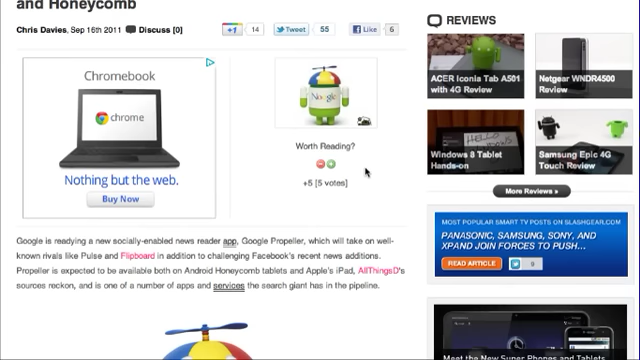 and Honeycomb
Chris Davies, Sep 16th 2011 Discuss [0]
+1 14 Tweet 55 Like 6
Chromebook
chrome
Nothing but the web.
Buy Now
Noogle
Worth Reading?
+5 [5 votes]
Google is readying a new socially-enabled news reader app, Google Propeller, which will take on well-
known rivals like Pulse and Flipboard in addition to challenging Facebook's recent news additions.
Propeller is expected to be available both on Android Honeycomb tablets and Apple's iPad, AllThingsD's
sources reckon, and is one of a number of apps and services the search giant has in the pipeline.
REVIEWS
ACER Iconia Tab A501
with 4G Review
Netgear WNDR4500
Review
Windows 8 Tablet
Hands-on
Samsung Epic 4G
Touch Review
More Reviews
MOST POPULAR SMART TV POSTS ON SLASHGEAR.COM
PANASONIC, SAMSUNG, SONY, AND
XPAND JOIN FORCES TO PUSH...
READ ARTICLE 9
Meet the New Super Phones and Tablets